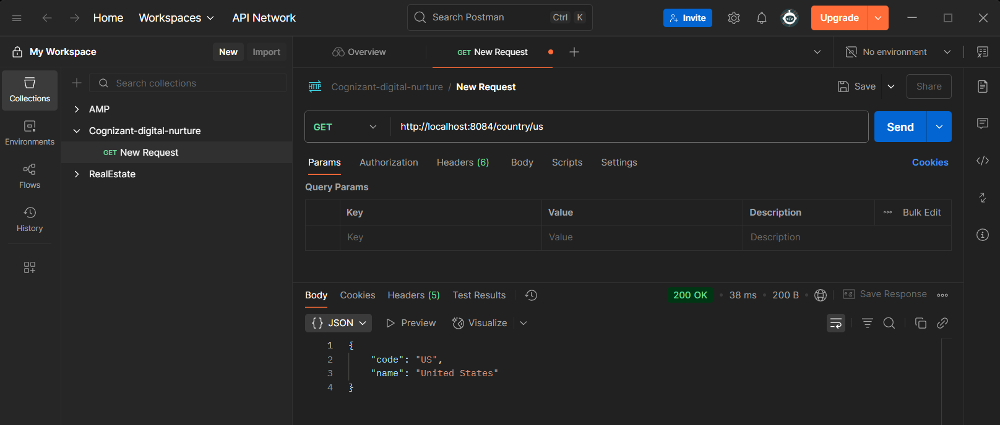 Home Workspaces API Network Search Postman Ctrl K Invite Upgrade
My Workspace New Import Overview GET New Request No environment
Collections
Environments
Flows
History
Search collections
AMP
Cognizant-digital-nurture
GET New Request
RealEstate
HTTP Cognizant-digital-nurture / New Request Save Share
GET http://localhost:8084/country/us Send
Params Authorization Headers (6) Body Scripts Settings Cookies
Query Params
Key Value Description Bulk Edit
Key Value Description
Body Cookies Headers (5) Test Results 200 OK 38 ms 200 B e.g. Save Response
{} JSON Preview Visualize
1 {
2 "code": "US",
3 "name": "United States"
4 }